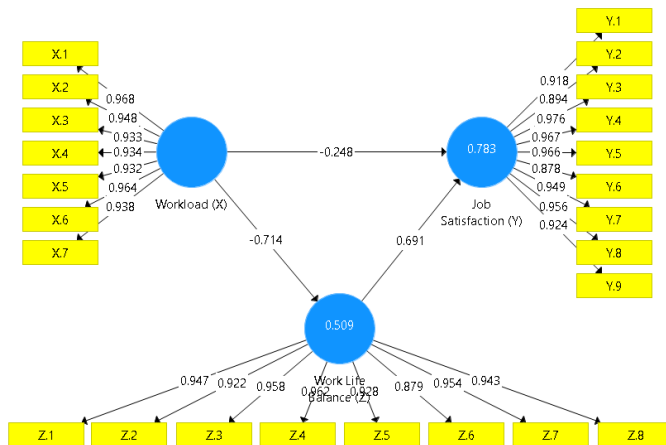 X.1
X.2
X.3
X.4
X.5
X.6
X.7
0.968
0.948
0.933
0.934
0.932
0.964
0.938
Workload (X)
-0.248
-0.714
0.691
0.783
Job
Satisfaction (Y)
0.918
0.894
0.976
0.967
0.966
0.878
0.949
0.956
0.924
Y.1
Y.2
Y.3
Y.4
Y.5
Y.6
Y.7
Y.8
Y.9
0.509
Work Life
Balance (Z)
0.947
0.922
0.958
0.962
0.928
0.879
0.954
0.943
Z.1
Z.2
Z.3
Z.4
Z.5
Z.6
Z.7
Z.8